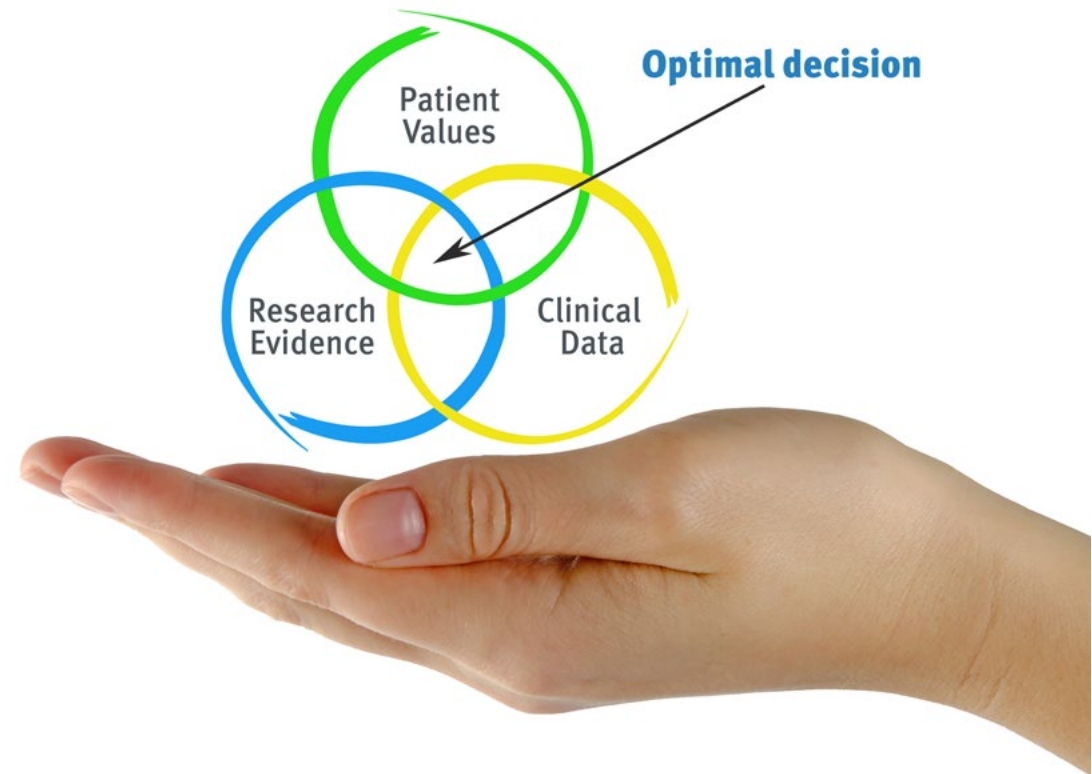 Optimal decision
Patient
Values
Research
Evidence
Clinical
Data